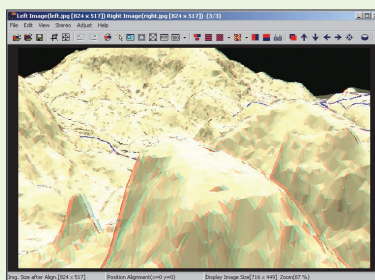 Left Image(left.jpg [824 x 517]) Right Image(right.jpg [824 x 517]) (3/3)
File Edit View Stereo Adjust Help
Img. Size after Align.[824 x 517] Position Alignment(x=0 y=0) Display Image Size[716 x 449] Zoom(87 %)